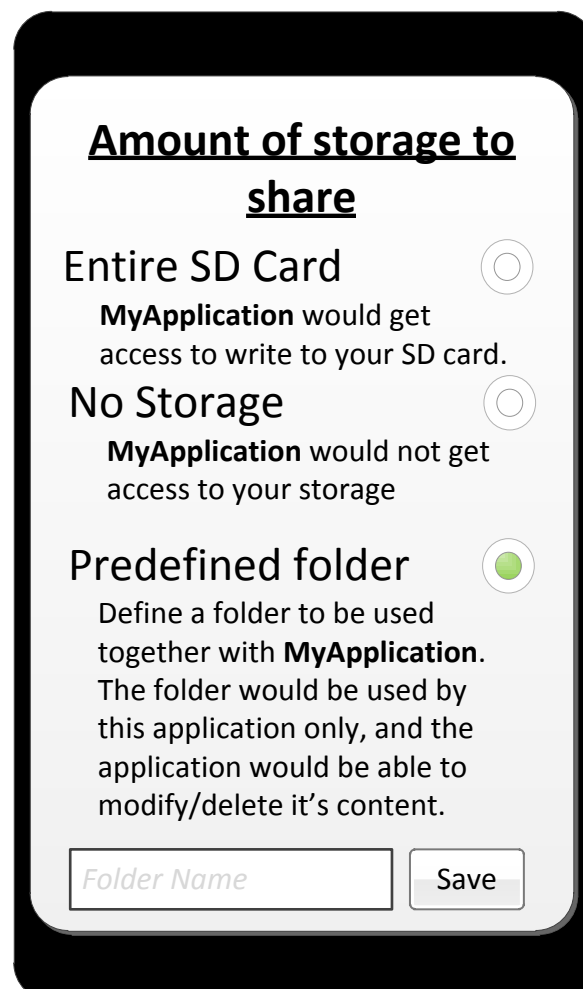 Amount of storage to
share
Entire SD Card
MyApplication would get
access to write to your SD card.
No Storage
MyApplication would not get
access to your storage
Predefined folder
Define a folder to be used
together with MyApplication.
The folder would be used by
this application only, and the
application would be able to
modify/delete it’s content.
Folder Name
Save